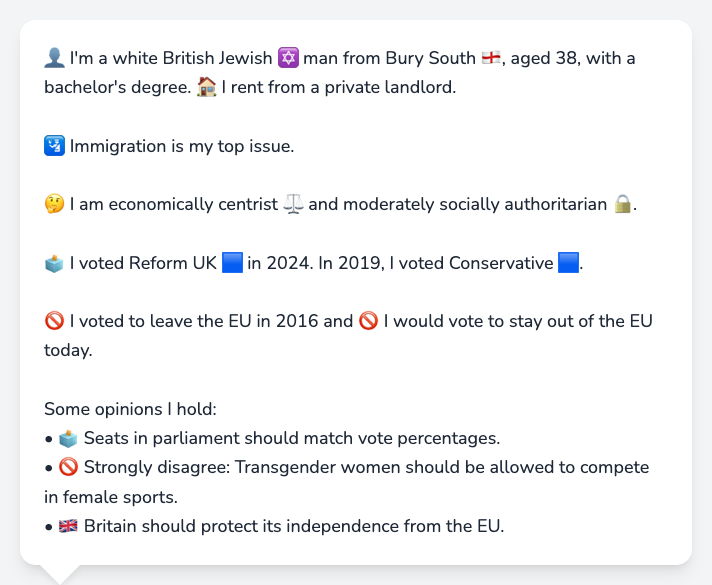 👤 I'm a white British Jewish ✡️ man from Bury South 🏴󠁧󠁢󠁥󠁮󠁧󠁿, aged 38, with a
bachelor's degree. 🏠 I rent from a private landlord.
🛂 Immigration is my top issue.
🤔 I am economically centrist ⚖️ and moderately socially authoritarian 🔒.
🗳️ I voted Reform UK 🟦 in 2024. In 2019, I voted Conservative 🟦.
🚫 I voted to leave the EU in 2016 and 🚫 I would vote to stay out of the EU
today.
Some opinions I hold:
• 🗳️ Seats in parliament should match vote percentages.
• 🚫 Strongly disagree: Transgender women should be allowed to compete
in female sports.
• 🇬🇧 Britain should protect its independence from the EU.